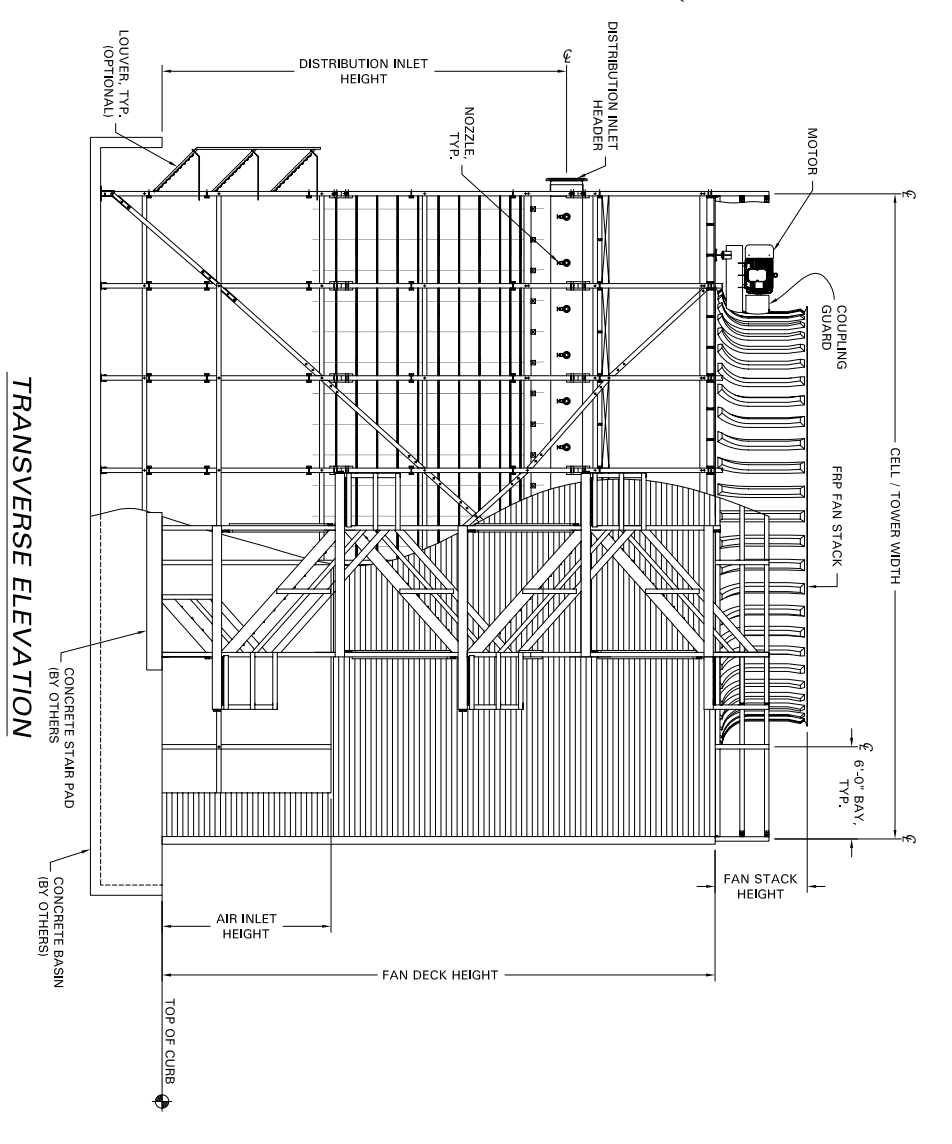 LOUVER, TYP.
(OPTIONAL)
DISTRIBUTION INLET
HEIGHT
℄
DISTRIBUTION INLET
HEADER
NOZZLE,
TYP.
MOTOR
℄
COUPLING
GUARD
CELL / TOWER WIDTH
FRP FAN STACK
℄
6'-0" BAY,
TYP.
℄
FAN STACK
HEIGHT
AIR INLET
HEIGHT
FAN DECK HEIGHT
TOP OF CURB
CONCRETE STAIR PAD
(BY OTHERS
CONCRETE BASIN
(BY OTHERS)
TRANSVERSE ELEVATION